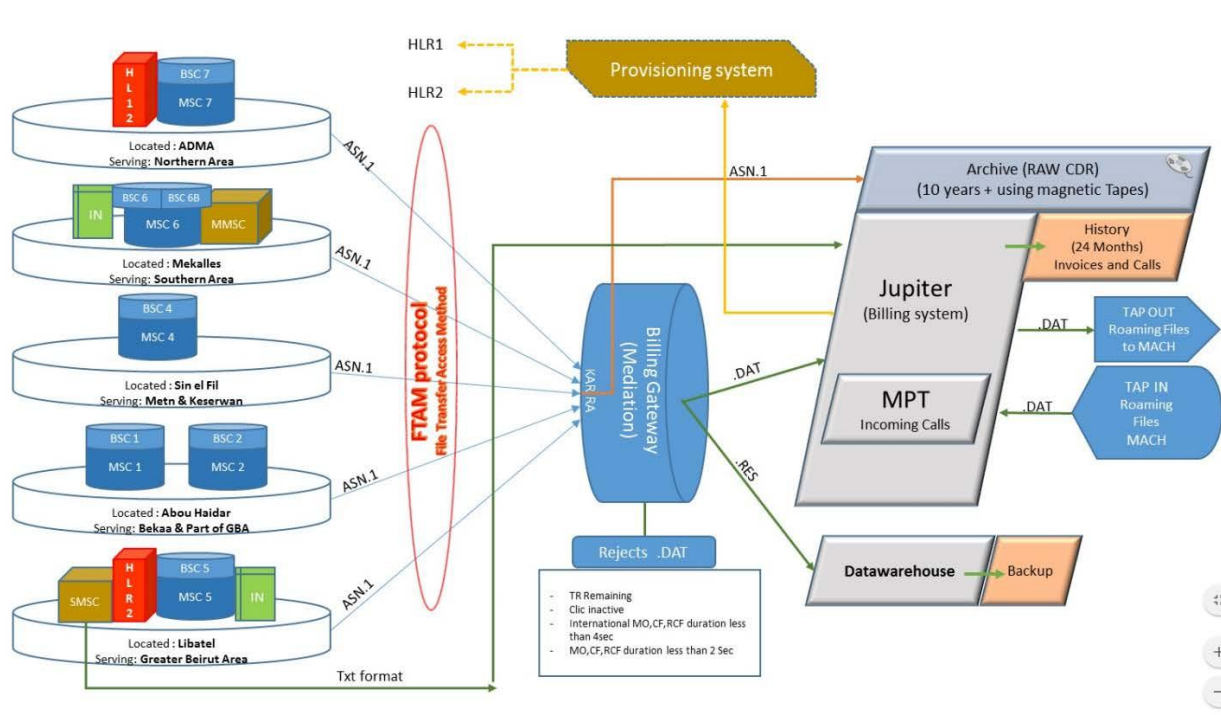 HLR1
HLR2
Provisioning system
H
L
1
2
BSC 7
MSC 7
Located : ADMA
Serving: Northern Area
ASN.1
IN
BSC 6
BSC 6B
MSC 6
MMSC
Located : Mekalles
Serving: Southern Area
ASN.1
BSC 4
MSC 4
Located : Sin el Fil
Serving: Metn & Keserwan
ASN.1
BSC 1
MSC 1
BSC 2
MSC 2
Located : Abou Haidar
Serving: Bekaa & Part of GBA
ASN.1
SMSC
H
L
R
2
BSC 5
MSC 5
IN
Located : Libatel
Serving: Greater Beirut Area
ASN.1
Txt format
FTAM protocol
File Transfer Access Method
Billing Gateway
(Mediation)
ASN.1
.DAT
.RES
Rejects .DAT
- TR Remaining
- Clic inactive
- International MO,CF,RCF duration less
than 4sec
- MO,CF,RCF duration less than 2 Sec
Archive (RAW CDR)
(10 years + using magnetic Tapes)
History
(24 Months)
Invoices and Calls
Jupiter
(Billing system)
MPT
Incoming Calls
.DAT
TAP OUT
Roaming Files
to MACH
.DAT
TAP IN
Roaming
Files
MACH
Datawarehouse
Backup